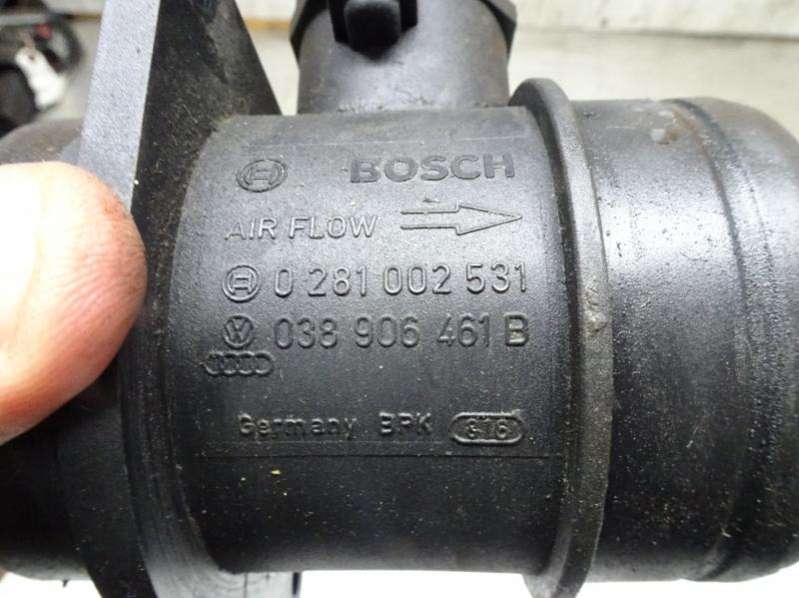 BOSCH
AIR FLOW
0 281 002 531
038 906 461 B
Germany BPK 316